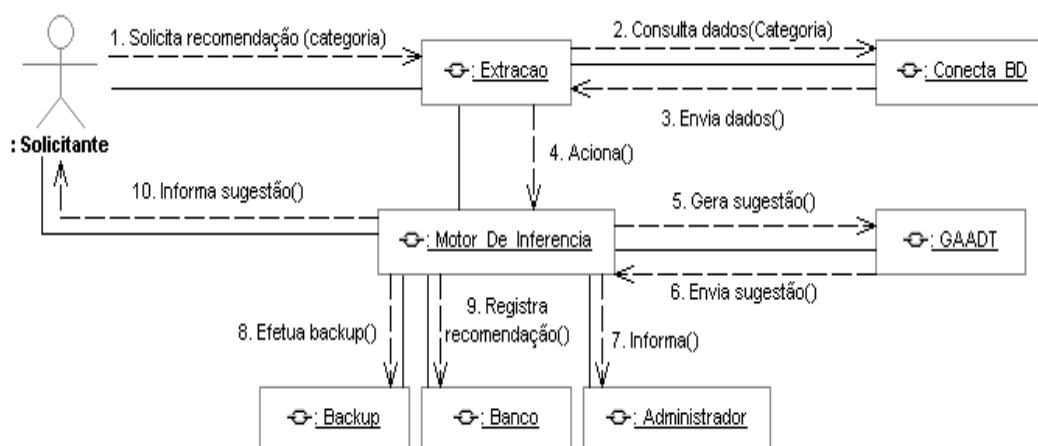 1. Solicita recomendação (categoria)
2. Consulta dados(Categoria)
: Extracao
: Conecta_BD
3. Envia dados()
: Solicitante
4. Aciona()
10. Informa sugestão()
5. Gera sugestão()
: Motor_De_Inferencia
: GAADT
6. Envia sugestão()
8. Efetua backup()
9. Registra
recomendação()
7. Informa()
: Backup
: Banco
: Administrador